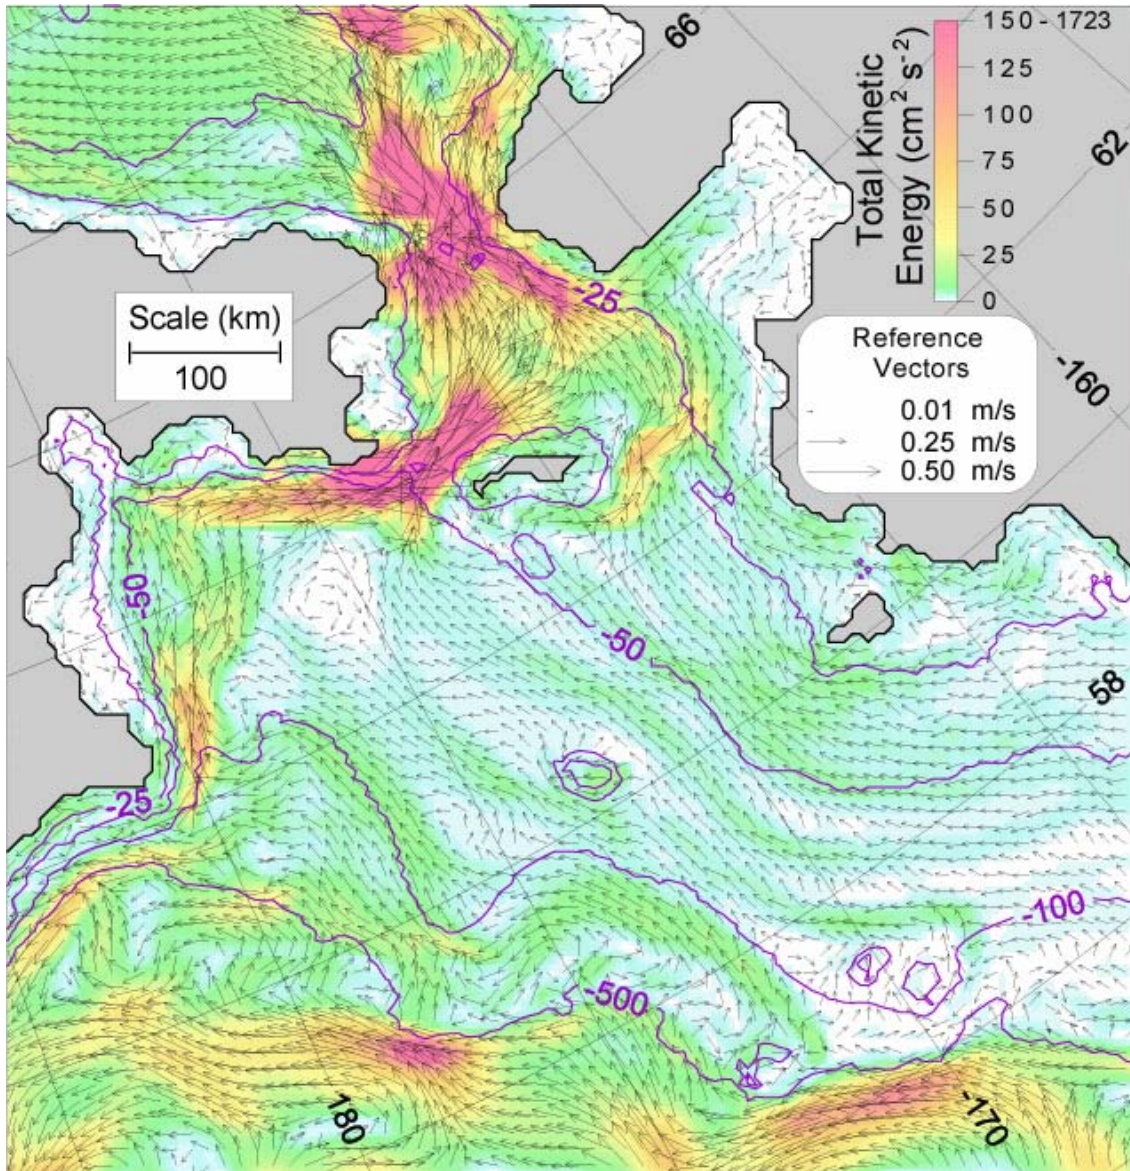 66
62
-160
58
-170
180
Total Kinetic
Energy (cm² s⁻²)
150 - 1723
125
100
75
50
25
0
Scale (km)
100
Reference
Vectors
0.01 m/s
0.25 m/s
0.50 m/s
-25
-50
-50
-25
-100
-500